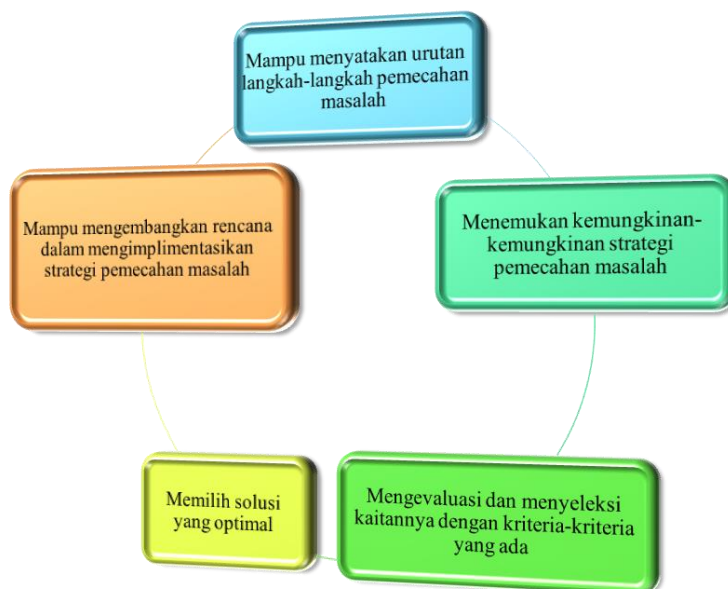 Mampu menyatakan urutan
langkah-langkah pemecahan
masalah
Menemukan kemungkinan-
kemungkinan strategi
pemecahan masalah
Mengevaluasi dan menyeleksi
kaitannya dengan kriteria-kriteria
yang ada
Memilih solusi
yang optimal
Mampu mengembangkan rencana
dalam mengimplimentasikan
strategi pemecahan masalah